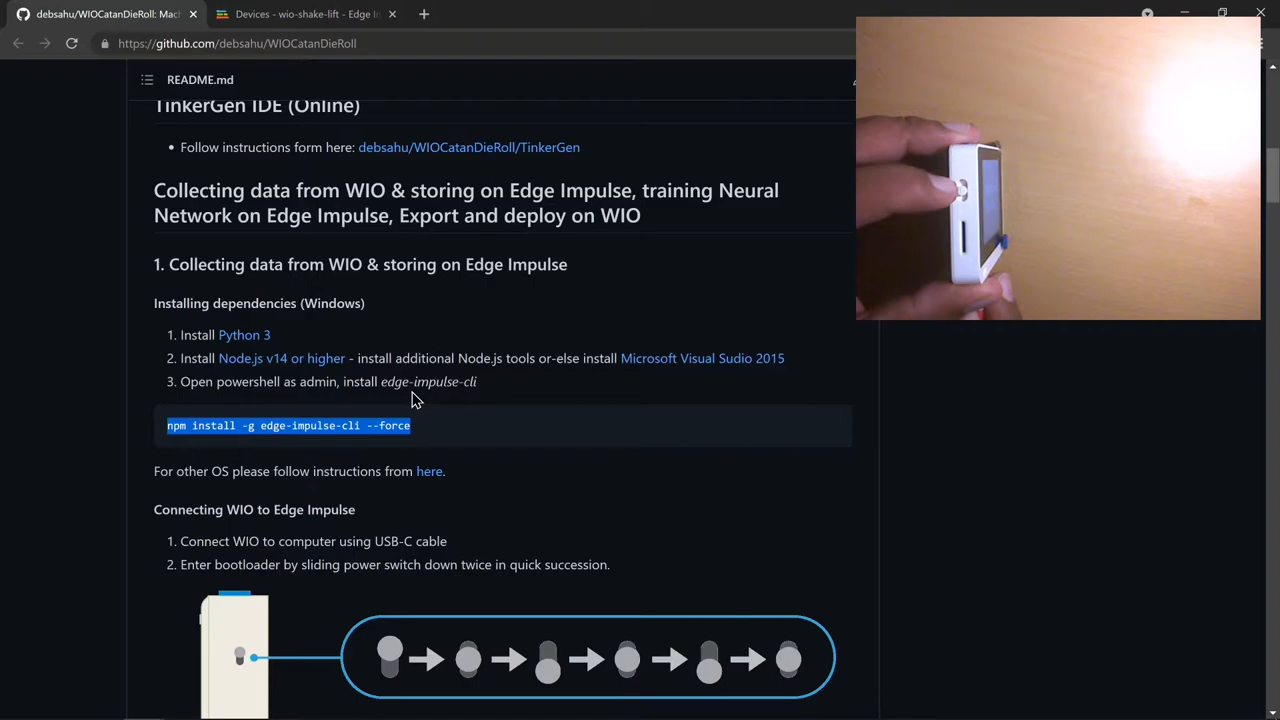 debsahu/WIOCatanDieRoll: Mach
Devices - wio-shake-lift - Edge In
https://github.com/debsahu/WIOCatanDieRoll
README.md
TinkerGen IDE (Online)
Follow instructions form here: debsahu/WIOCatanDieRoll/TinkerGen
Collecting data from WIO & storing on Edge Impulse, training Neural
Network on Edge Impulse, Export and deploy on WIO
1. Collecting data from WIO & storing on Edge Impulse
Installing dependencies (Windows)
1. Install Python 3
2. Install Node.js v14 or higher - install additional Node.js tools or-else install Microsoft Visual Sudio 2015
3. Open powershell as admin, install edge-impulse-cli
npm install -g edge-impulse-cli --force
For other OS please follow instructions from here.
Connecting WIO to Edge Impulse
1. Connect WIO to computer using USB-C cable
2. Enter bootloader by sliding power switch down twice in quick succession.